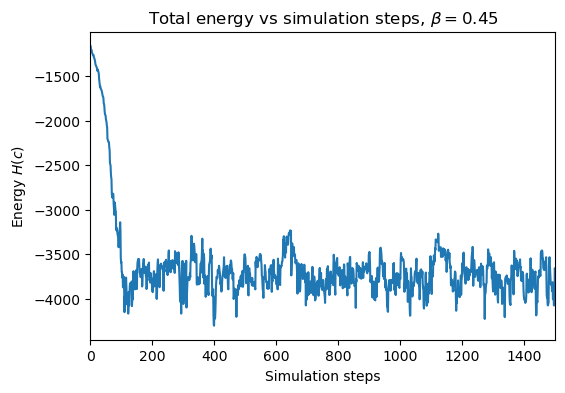 Total energy vs simulation steps, β = 0.45
Energy H(c)
−1500
−2000
−2500
−3000
−3500
−4000
0 200 400 600 800 1000 1200 1400
Simulation steps